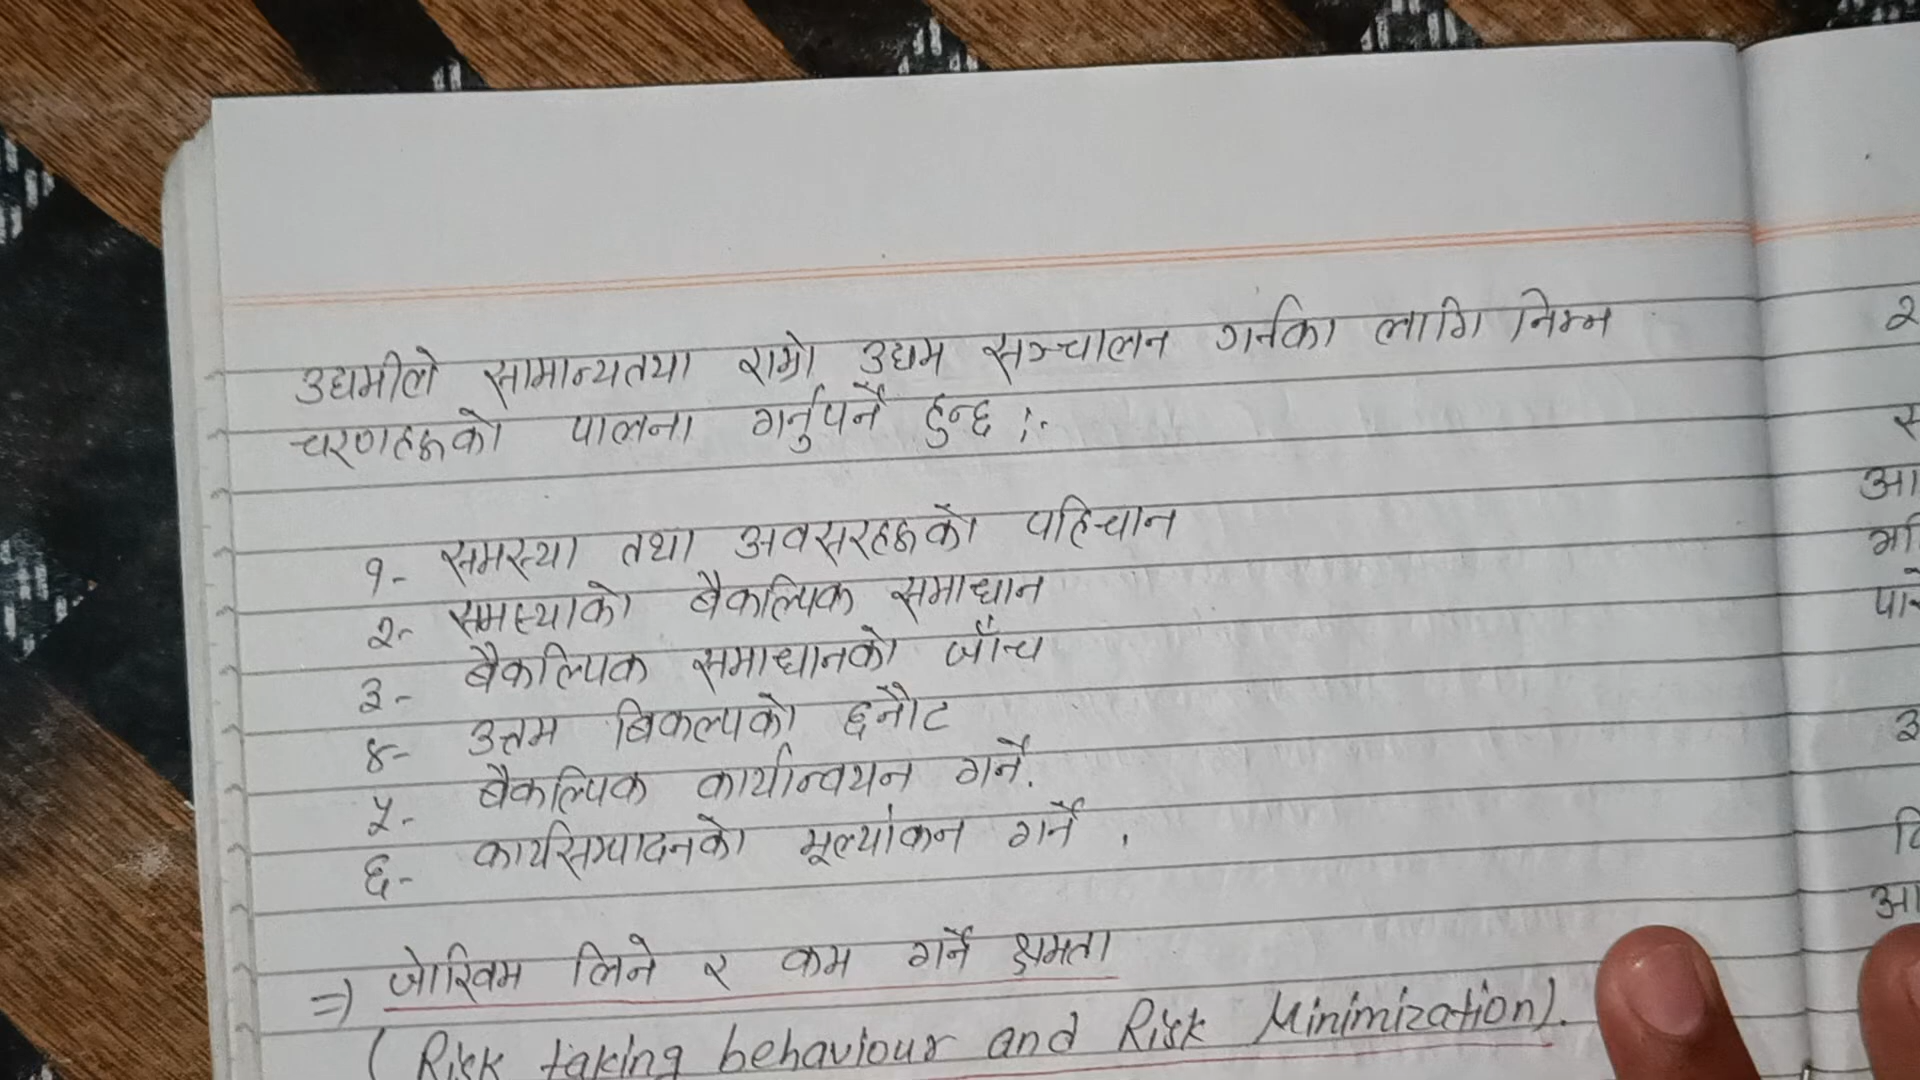 उद्यमीले सामान्यतया राम्रो उद्यम सञ्चालन गर्नका लागि निम्न
चरणहरूको पालना गर्नुपर्ने हुन्छ :-
१- समस्या तथा अवसरहरूको पहिचान
२- समस्याको बैकल्पिक समाधान
३- बैकल्पिक समाधानको जाँच
४- उत्तम बिकल्पको छनौट
५- बैकल्पिक कार्यान्वयन गर्ने.
६- कार्यसम्पादनको मूल्यांकन गर्ने .
=) जोखिम लिने र कम गर्ने क्षमता
( Risk taking behaviour and Risk Minimization).
२
आ
३
आ